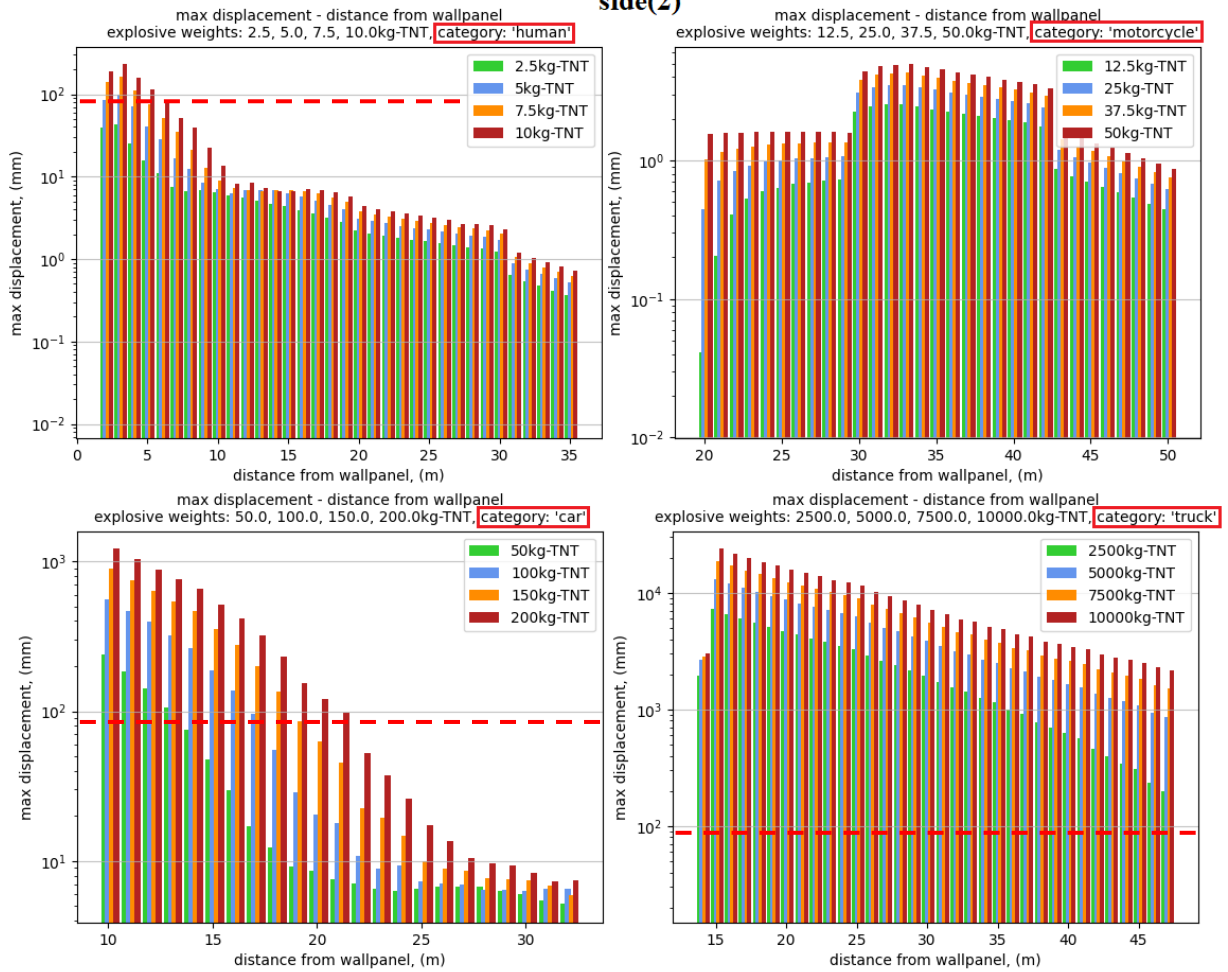 side(2)
max displacement - distance from wallpanel
explosive weights: 2.5, 5.0, 7.5, 10.0kg-TNT, category: 'human'
10²
10¹
10⁰
10⁻¹
10⁻²
max displacement, (mm)
2.5kg-TNT
5kg-TNT
7.5kg-TNT
10kg-TNT
0 5 10 15 20 25 30 35
distance from wallpanel, (m)
max displacement - distance from wallpanel
explosive weights: 12.5, 25.0, 37.5, 50.0kg-TNT, category: 'motorcycle'
10⁰
10⁻¹
10⁻²
max displacement, (mm)
12.5kg-TNT
25kg-TNT
37.5kg-TNT
50kg-TNT
20 25 30 35 40 45 50
distance from wallpanel, (m)
max displacement - distance from wallpanel
explosive weights: 50.0, 100.0, 150.0, 200.0kg-TNT, category: 'car'
10³
10²
10¹
max displacement, (mm)
50kg-TNT
100kg-TNT
150kg-TNT
200kg-TNT
10 15 20 25 30
distance from wallpanel, (m)
max displacement - distance from wallpanel
explosive weights: 2500.0, 5000.0, 7500.0, 10000.0kg-TNT, category: 'truck'
10⁴
10³
10²
max displacement, (mm)
2500kg-TNT
5000kg-TNT
7500kg-TNT
10000kg-TNT
15 20 25 30 35 40 45
distance from wallpanel, (m)